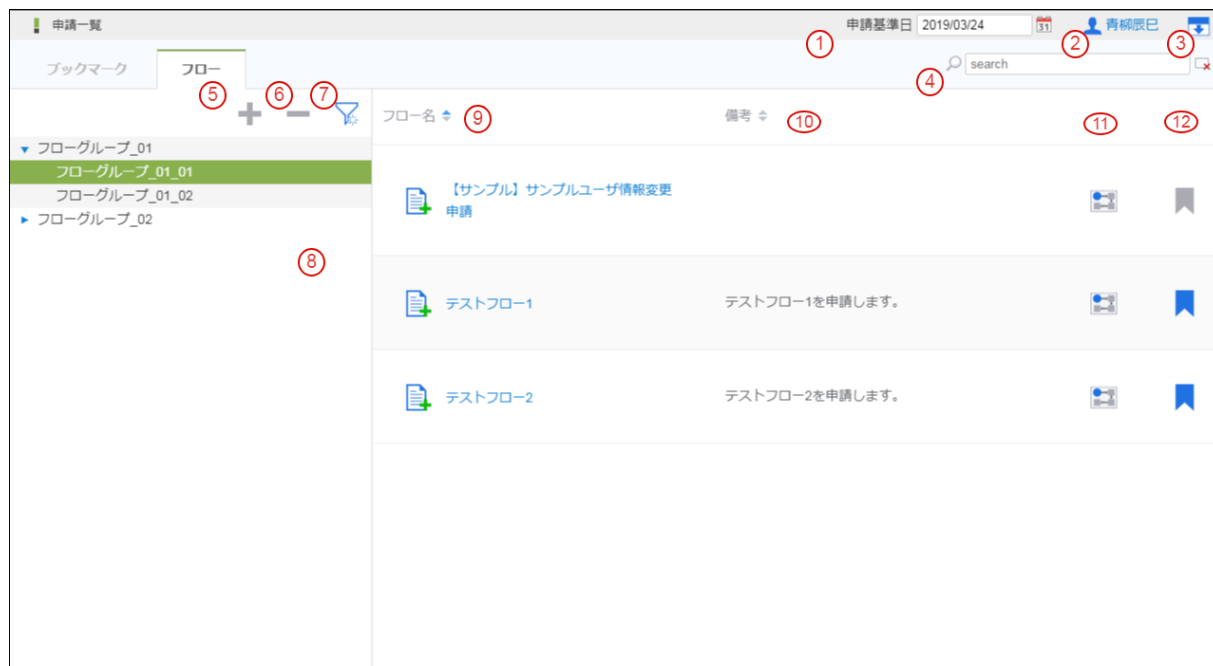 申請一覧
申請基準日 2019/03/24 31 青柳辰巳
① ② ③
ブックマーク フロー
search
④
⑤ ⑥ ⑦
フロー名 ⑨ 備考 ⑩ ⑪ ⑫
フローグループ_01
フローグループ_01_01
フローグループ_01_02
フローグループ_02
⑧
【サンプル】サンプルユーザ情報変更
申請
テストフロー1 テストフロー1を申請します。
テストフロー2 テストフロー2を申請します。